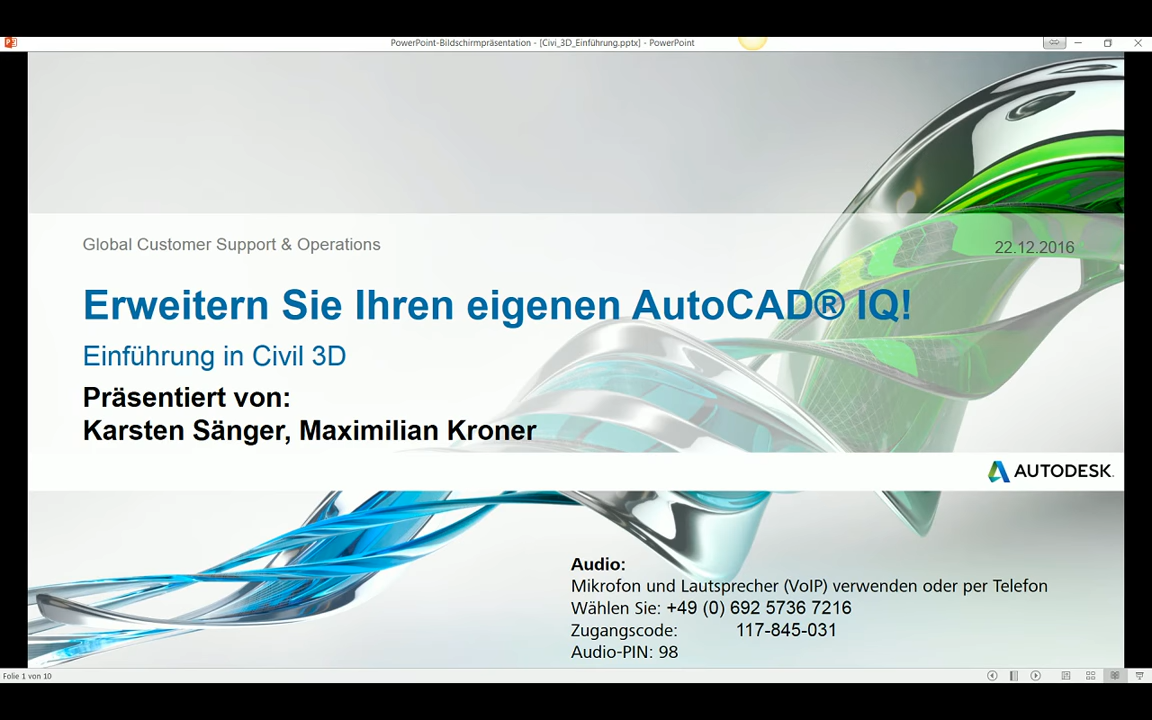 PowerPoint-Bildschirmpräsentation - [Civi_3D_Einführung.pptx] - PowerPoint
Global Customer Support & Operations
22.12.2016
Erweitern Sie Ihren eigenen AutoCAD® IQ!
Einführung in Civil 3D
Präsentiert von:
Karsten Sänger, Maximilian Kroner
AUTODESK.
Audio:
Mikrofon und Lautsprecher (VoIP) verwenden oder per Telefon
Wählen Sie: +49 (0) 692 5736 7216
Zugangscode: 117-845-031
Audio-PIN: 98
Folie 1 von 10